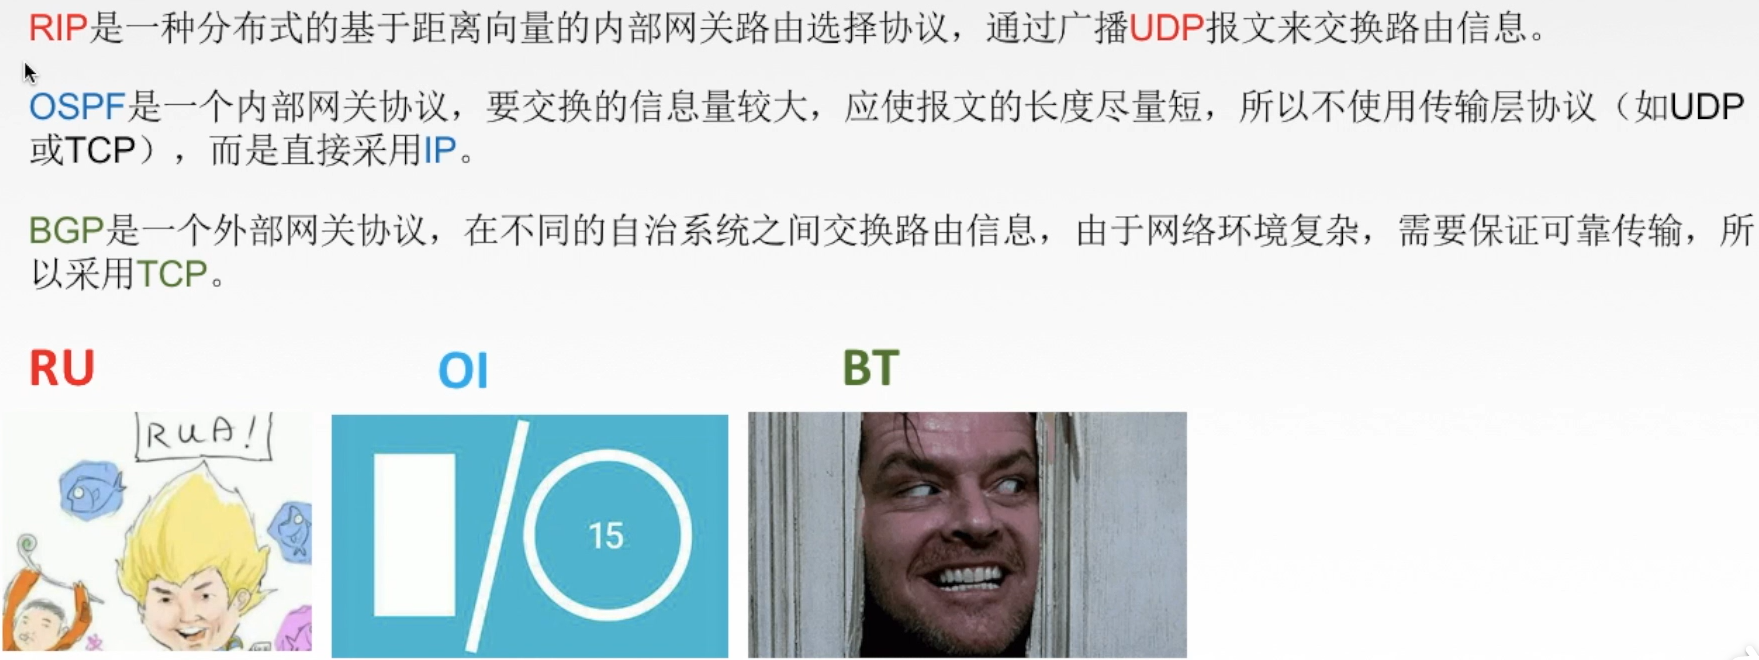 RIP是一种分布式的基于距离向量的内部网关路由选择协议，通过广播UDP报文来交换路由信息。
OSPF是一个内部网关协议，要交换的信息量较大，应使报文的长度尽量短，所以不使用传输层协议（如UDP
或TCP），而是直接采用IP。
BGP是一个外部网关协议，在不同的自治系统之间交换路由信息，由于网络环境复杂，需要保证可靠传输，所
以采用TCP。
RU
OI
BT
RUA!
15